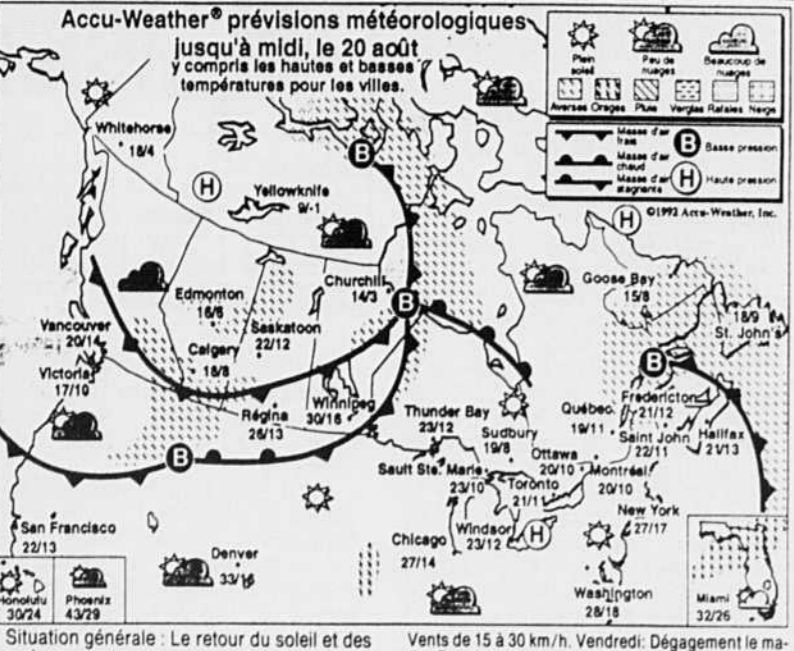 Accu-Weather® prévisions météorologiques
jusqu'à midi, le 20 août
y compris les hautes et basses
températures pour les villes.
Plein soleil
Peu de nuages
Beaucoup de nuages
Averses Orages Pluie Verglas Rafales Neige
Masse d'air frais
Masse d'air chaud
Masse d'air stagnante
B Basse pression
H Haute pression
©1992 Accu-Weather, Inc.
Whitehorse
18/4
H
B
Yellowknife
9/-1
H
Churchill
14/3
B
Goose Bay
15/8
18/9
St. John's
Edmonton
16/6
Saskatoon
22/12
Calgary
18/8
Vancouver
20/14
Victoria
17/10
Régina
26/13
Winnipeg
30/16
B
Thunder Bay
23/12
Sudbury
19/8
Sault Ste. Marie
23/10
Ottawa
20/10
Toronto
21/11
Montréal
20/10
Québec
19/11
B
Fredericton
21/12
Saint John
22/11
Halifax
21/13
New York
27/17
Windsor
23/12
H
Chicago
27/14
Washington
28/18
San Francisco
22/13
Denver
33/16
Honolulu
30/24
Phoenix
43/29
Miami
32/26
Situation générale : Le retour du soleil et des
Vents de 15 à 30 km/h. Vendredi: Dégagement le ma-